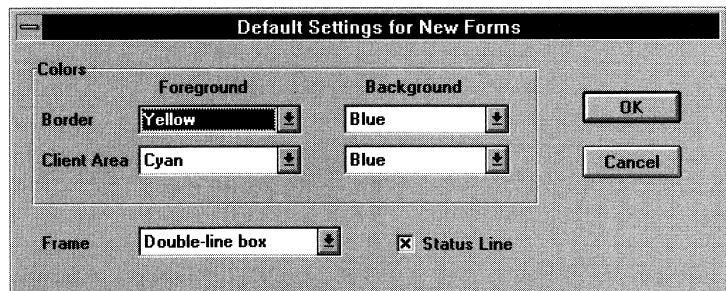 Default Settings for New Forms
Colors
Foreground Background
Border Yellow Blue
OK
Client Area Cyan Blue
Cancel
Frame Double-line box Status Line